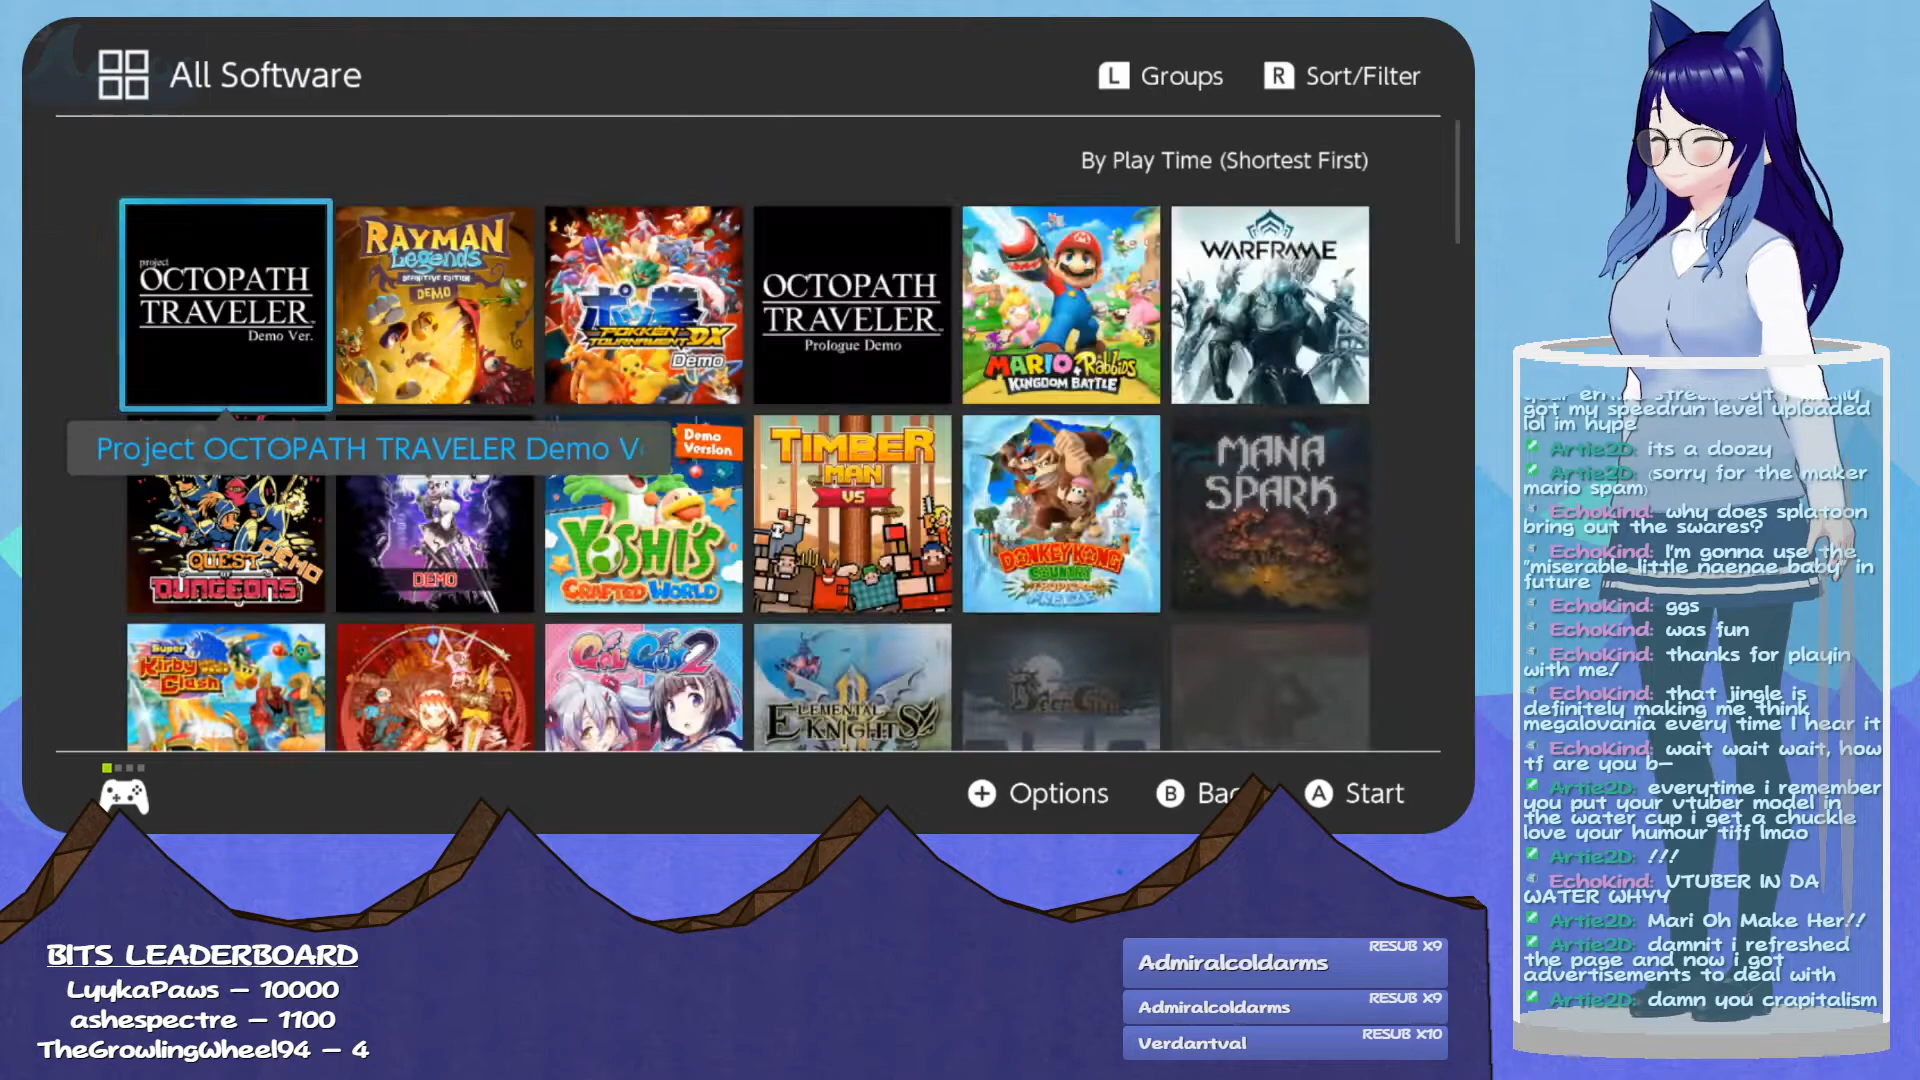 All Software
L Groups R Sort/Filter
By Play Time (Shortest First)
project
OCTOPATH
TRAVELER
Demo Ver.
RAYMAN
Legends
DEFINITIVE EDITION
DEMO
ポッ拳
POKKÉN
TOURNAMENT DX
Demo
OCTOPATH
TRAVELER
Prologue Demo
MARIO + Rabbids
KINGDOM BATTLE
WARFRAME
Project OCTOPATH TRAVELER Demo V
QUEST
DUNGEONS
DEMO
DEMO
Demo
Version
YOSHI'S
CRAFTED WORLD
TIMBER
MAN
VS
DONKEY KONG
COUNTRY
MANA
SPARK
Super
Kirby
Clash
Gal Gun 2
ELEMENTAL
KNIGHTS
+ Options B Bac A Start
BITS LEADERBOARD
LyykaPaws – 10000
ashespectre – 1100
TheGrowlingWheel94 – 4
Admiralcoldarms RESUB X9
Admiralcoldarms RESUB X9
Verdantval RESUB X10
got my speedrun level uploaded
lol im hype
Artie2D: its a doozy
Artie2D: (sorry for the maker
mario spam)
EchoKind: why does splatoon
bring out the swares?
EchoKind: I'm gonna use the
"miserable little naenae baby" in
future
EchoKind: ggs
EchoKind: was fun
EchoKind: thanks for playin
with me!
EchoKind: that jingle is
definitely making me think
megalovania every time I hear it
EchoKind: wait wait wait, how
tf are you b—
Artie2D: everytime i remember
you put your vtuber model in
the water cup i get a chuckle
love your humour tiff lmao
Artie2D: !!!
EchoKind: VTUBER IN DA
WATER WHYY
Artie2D: Mari Oh Make Her!!
Artie2D: damnit i refreshed
the page and now i got
advertisements to deal with
Artie2D: damn you crapitalism